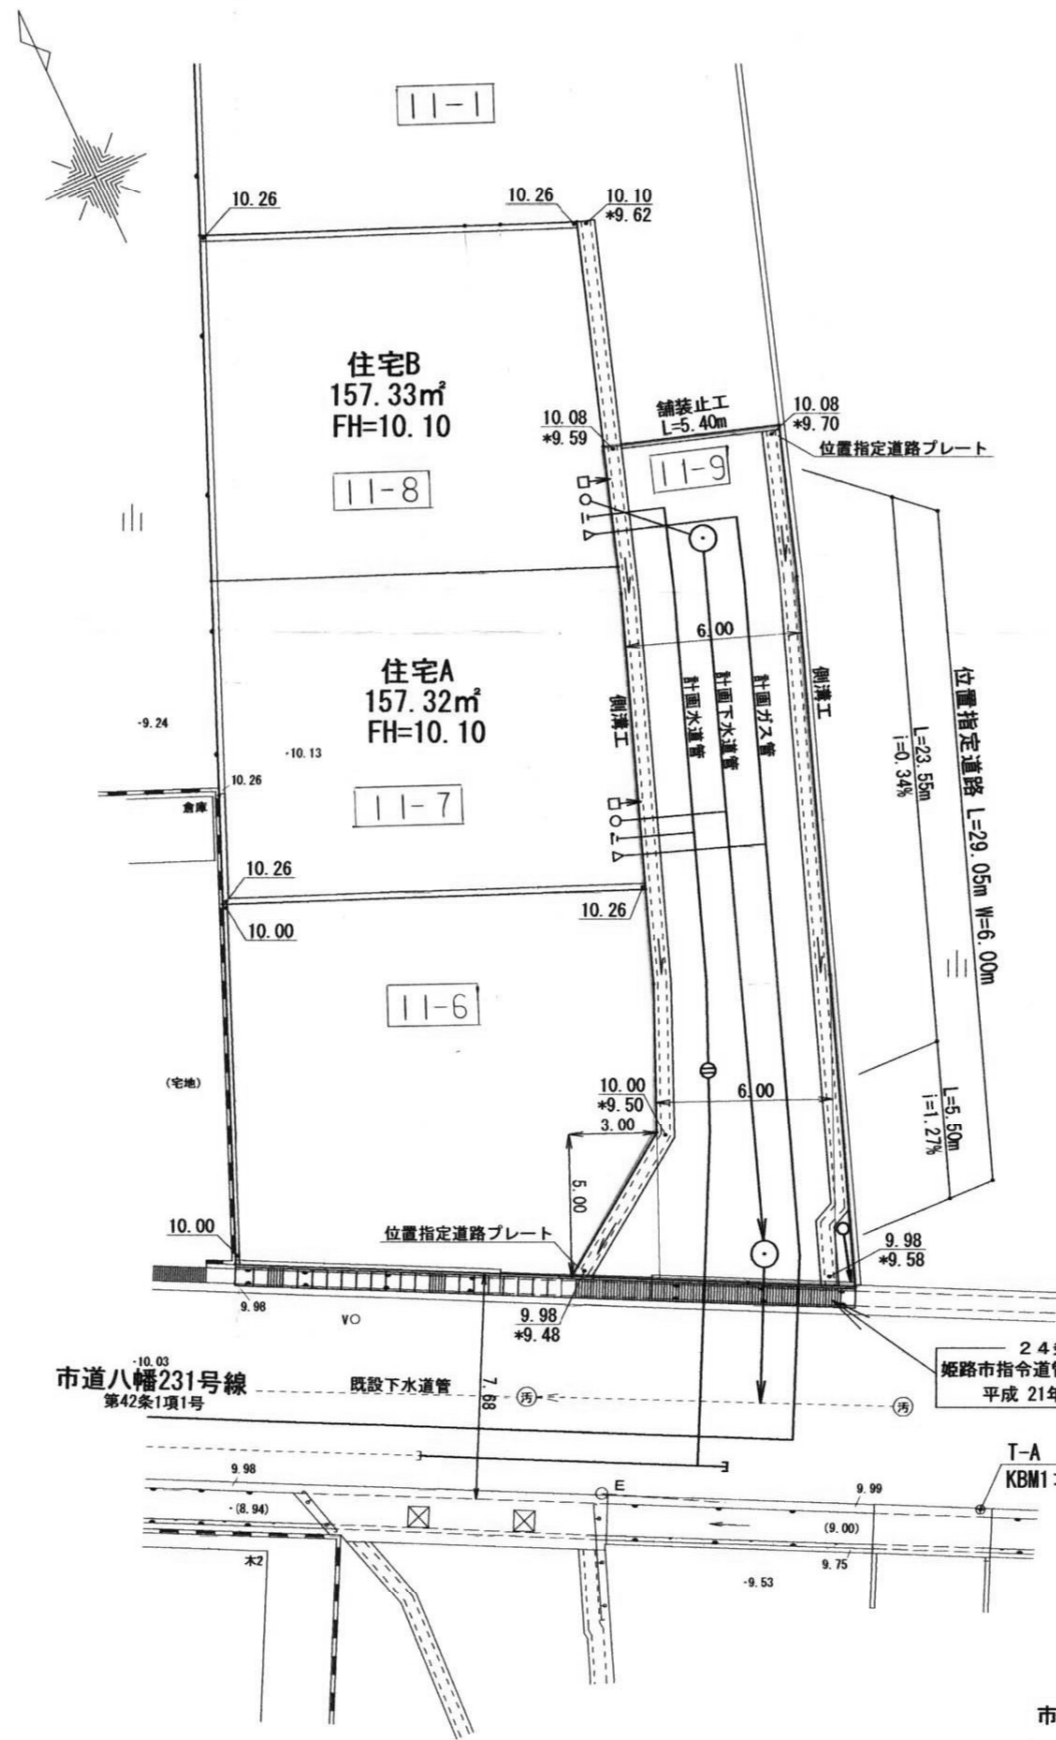 11-1
10.26
10.26
10.10
*9.62
住宅B
157.33㎡
FH=10.10
11-8
10.08
*9.59
舗装止工
L=5.40m
10.08
*9.70
位置指定道路プレート
11-9
6.00
住宅A
157.32㎡
FH=10.10
側溝工
計画水道管
計画下水道管
計画ガス管
側溝工
L=23.55m
i=0.34%
位置指定道路 L=29.05m W=6.00m
-9.24
-10.13
10.26
倉庫
11-7
10.26
10.00
10.26
11-6
(宅地)
10.00
*9.50
3.00
6.00
L=5.50m
i=1.27%
5.00
10.00
位置指定道路プレート
9.98
*9.58
9.98
V
9.98
*9.48
-10.03
市道八幡231号線
第42条1項1号
既設下水道管
汚
汚
7.68
24
姫路市指令道
平成 21年
T-A
KBM1
9.98
E
9.99
-(8.94)
(9.00)
木2
9.75
-9.53
市